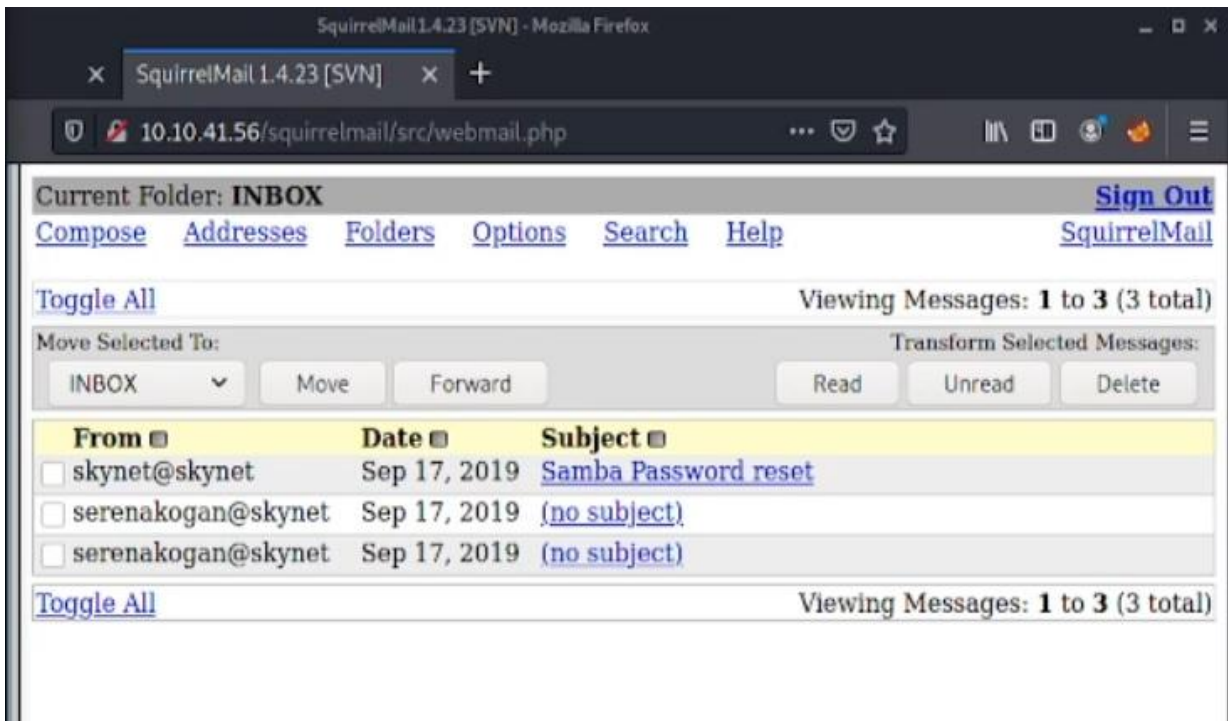 SquirrelMail 1.4.23 [SVN] - Mozilla Firefox
SquirrelMail 1.4.23 [SVN]
10.10.41.56/squirrelmail/src/webmail.php
Current Folder: INBOX Sign Out
Compose Addresses Folders Options Search Help SquirrelMail
Toggle All Viewing Messages: 1 to 3 (3 total)
Move Selected To: Transform Selected Messages:
INBOX Move Forward Read Unread Delete
From Date Subject
skynet@skynet Sep 17, 2019 Samba Password reset
serenakogan@skynet Sep 17, 2019 (no subject)
serenakogan@skynet Sep 17, 2019 (no subject)
Toggle All Viewing Messages: 1 to 3 (3 total)